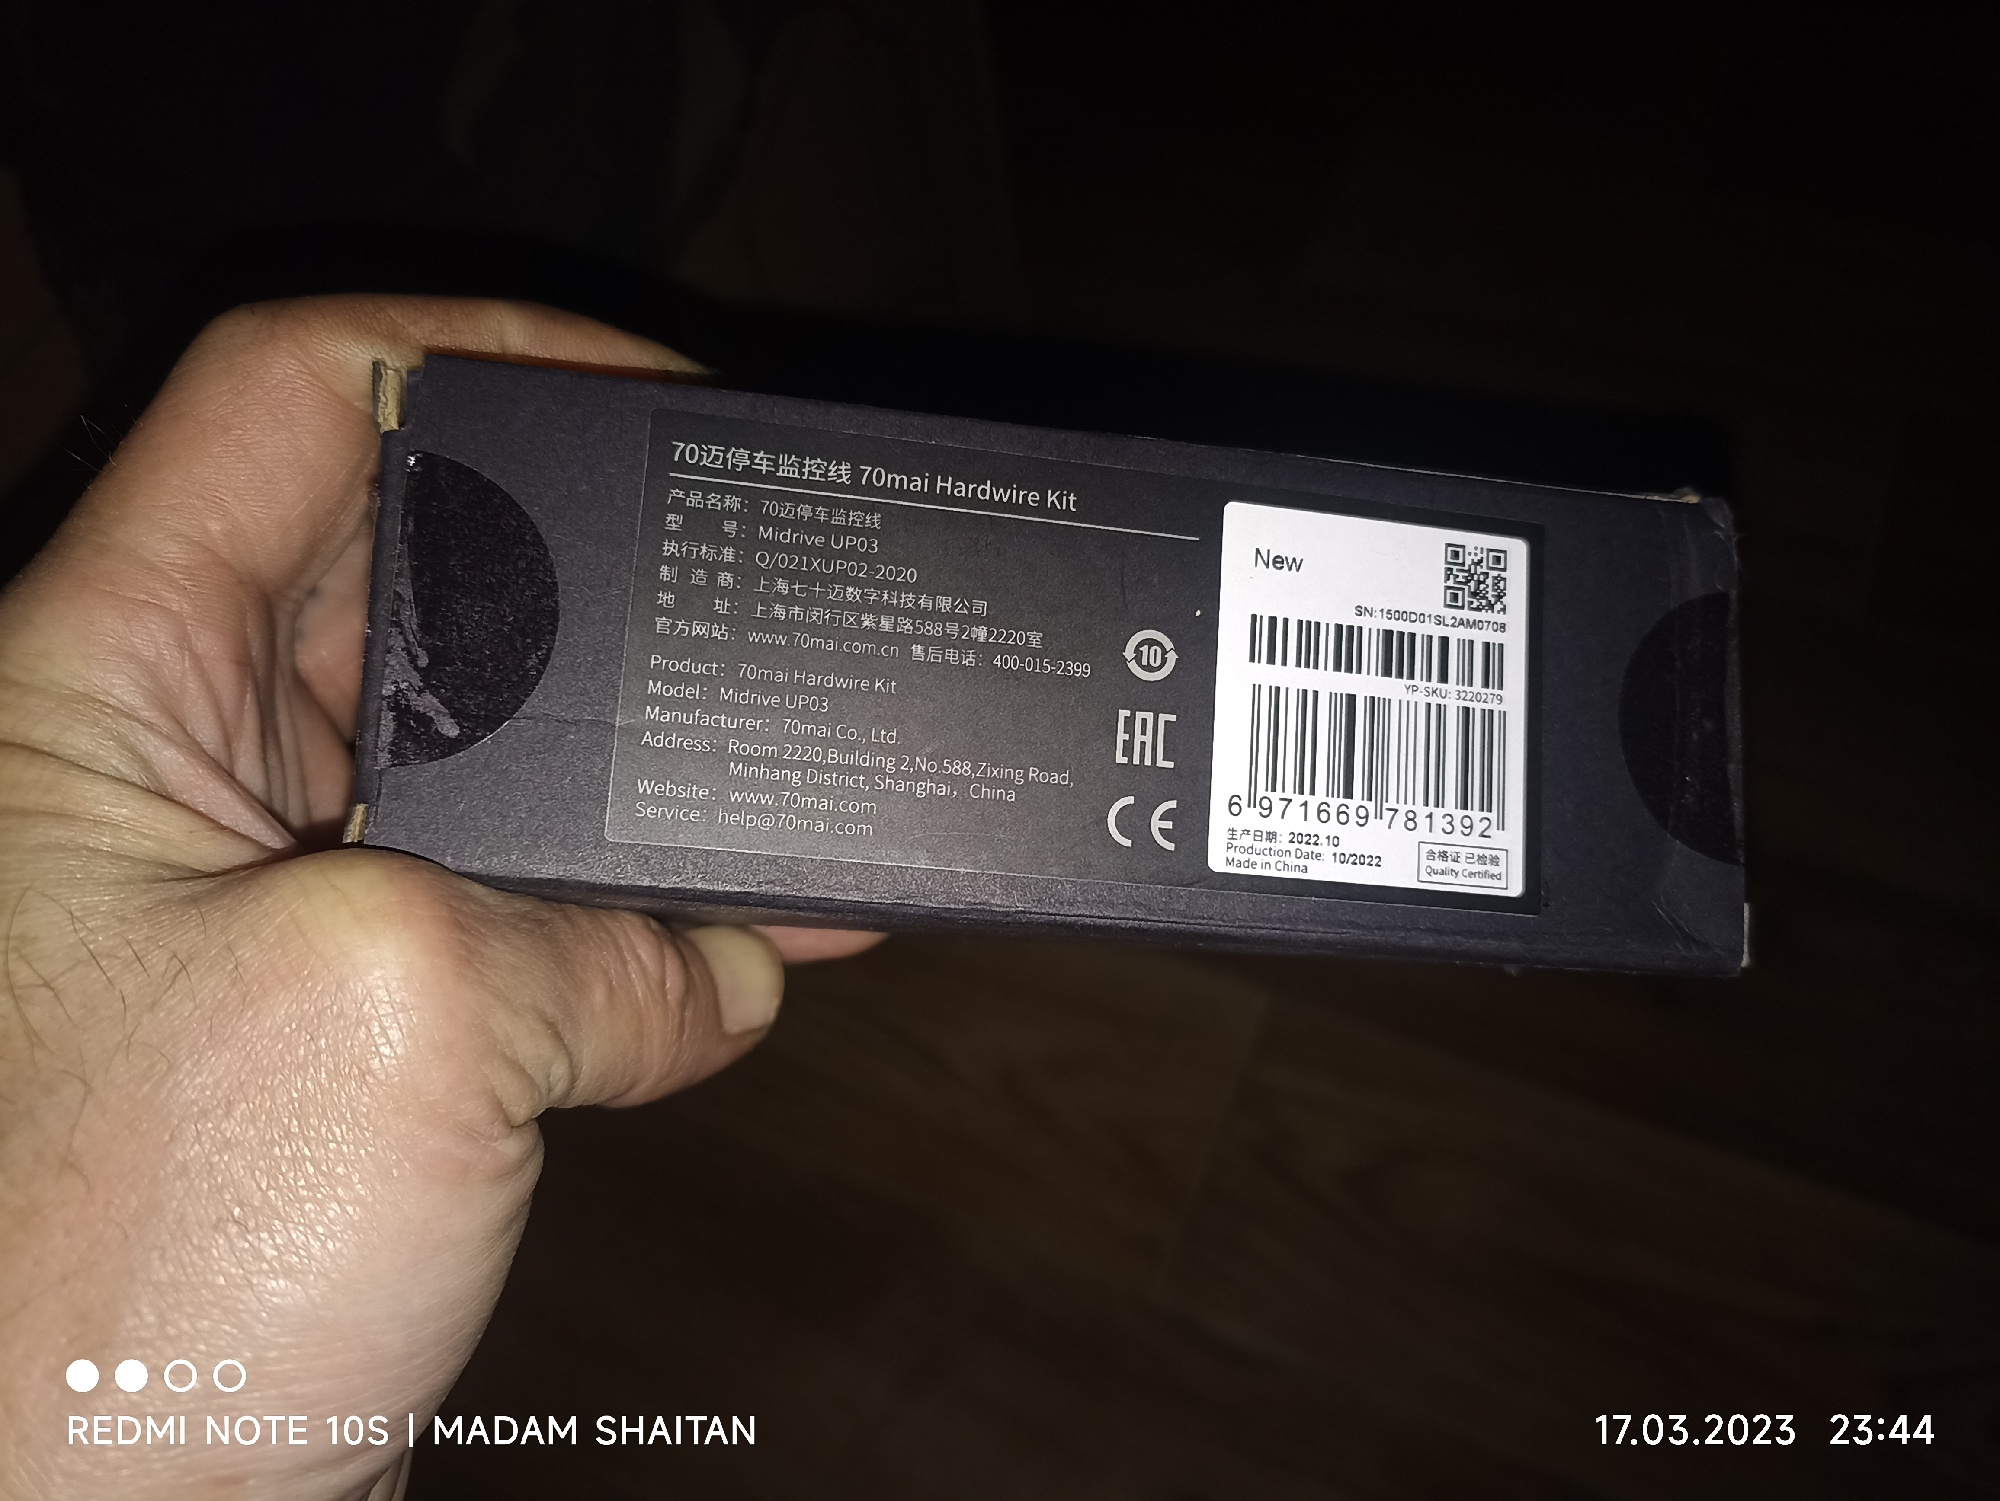 70迈停车监控线 70mai Hardwire Kit
产品名称：70迈停车监控线
型 号：Midrive UP03
执行标准：Q/021XUP02-2020
制 造 商：上海七十迈数字科技有限公司
地 址：上海市闵行区紫星路588号2幢2220室
官方网站：www.70mai.com.cn 售后电话：400-015-2399
Product：70mai Hardwire Kit
Model：Midrive UP03
Manufacturer：70mai Co., Ltd.
Address：Room 2220,Building 2,No.588,Zixing Road,
Minhang District, Shanghai，China
Website：www.70mai.com
Service：help@70mai.com
10
EAC
CE
New
SN:1500D01SL2AM0708
YP-SKU: 3220279
6 971669 781392
生产日期：2022.10
Production Date: 10/2022
Made in China
合格证 已检验
Quality Certified
REDMI NOTE 10S | MADAM SHAITAN
17.03.2023 23:44